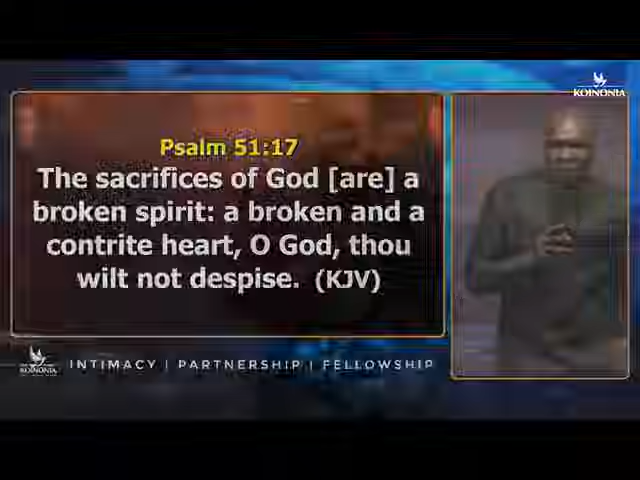 KOINONIA
Psalm 51:17
The sacrifices of God [are] a
broken spirit: a broken and a
contrite heart, O God, thou
wilt not despise. (KJV)
KOINONIA
INTIMACY | PARTNERSHIP | FELLOWSHIP